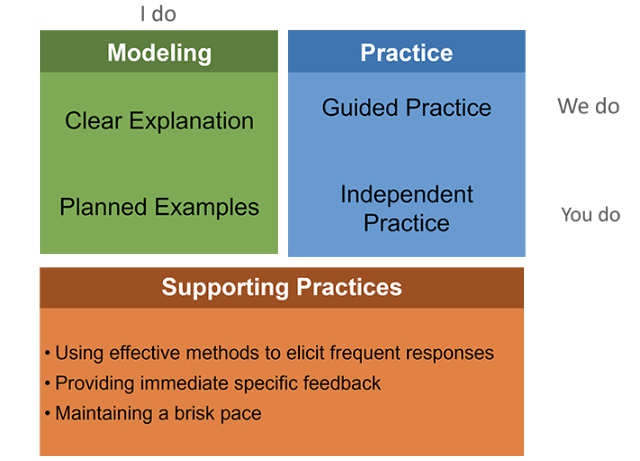 I do
Modeling
Clear Explanation
Planned Examples
Practice
Guided Practice
We do
Independent
Practice
You do
Supporting Practices
• Using effective methods to elicit frequent responses
• Providing immediate specific feedback
• Maintaining a brisk pace